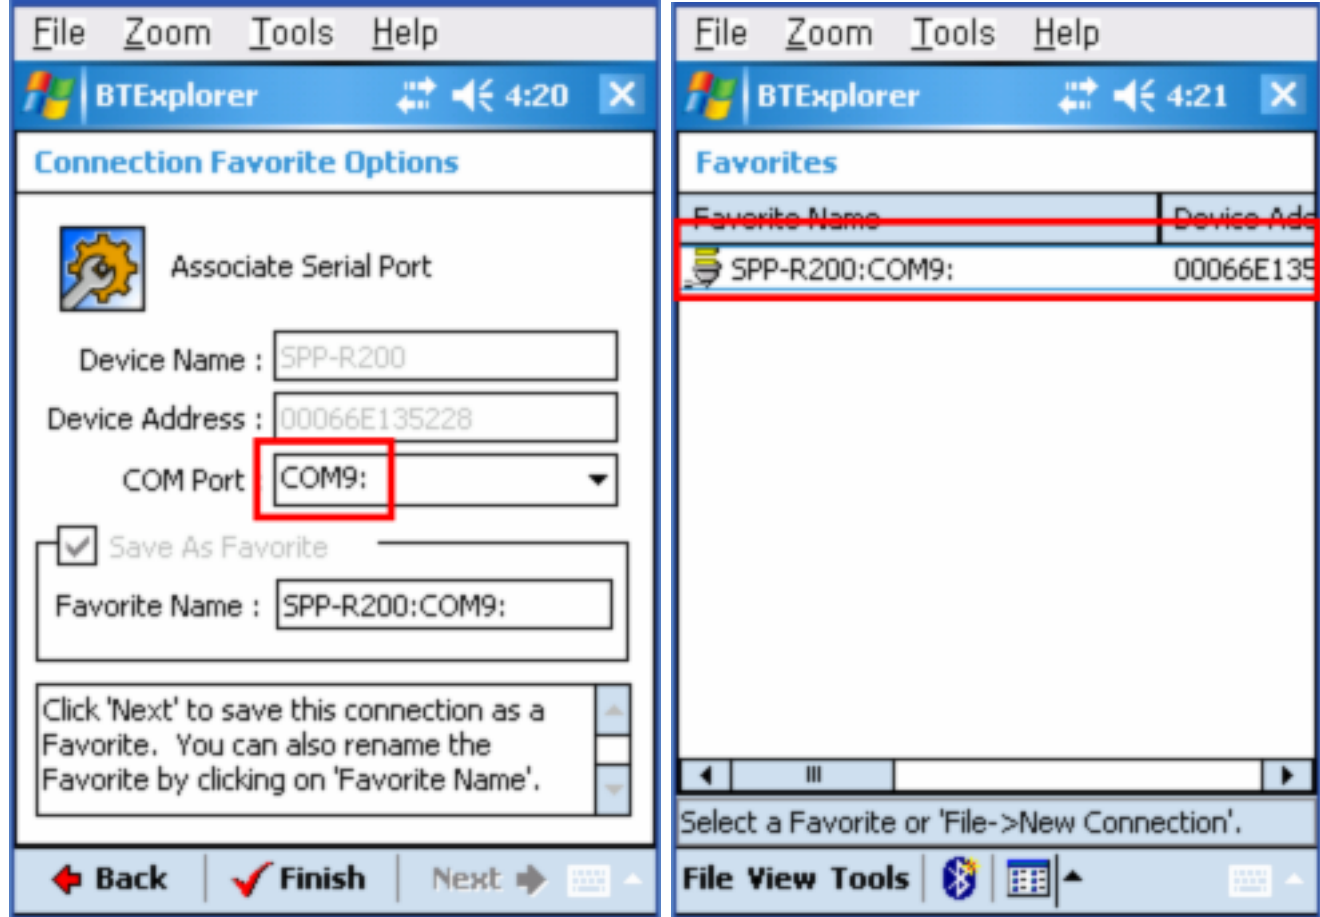 File Zoom Tools Help
BTExplorer 4:20
Connection Favorite Options
Associate Serial Port
Device Name : SPP-R200
Device Address : 00066E135228
COM Port : COM9:
Save As Favorite
Favorite Name : SPP-R200:COM9:
Click 'Next' to save this connection as a
Favorite. You can also rename the
Favorite by clicking on 'Favorite Name'.
Back Finish Next
File Zoom Tools Help
BTExplorer 4:21
Favorites
Favorite Name Device Add
SPP-R200:COM9: 00066E135
Select a Favorite or 'File->New Connection'.
File View Tools